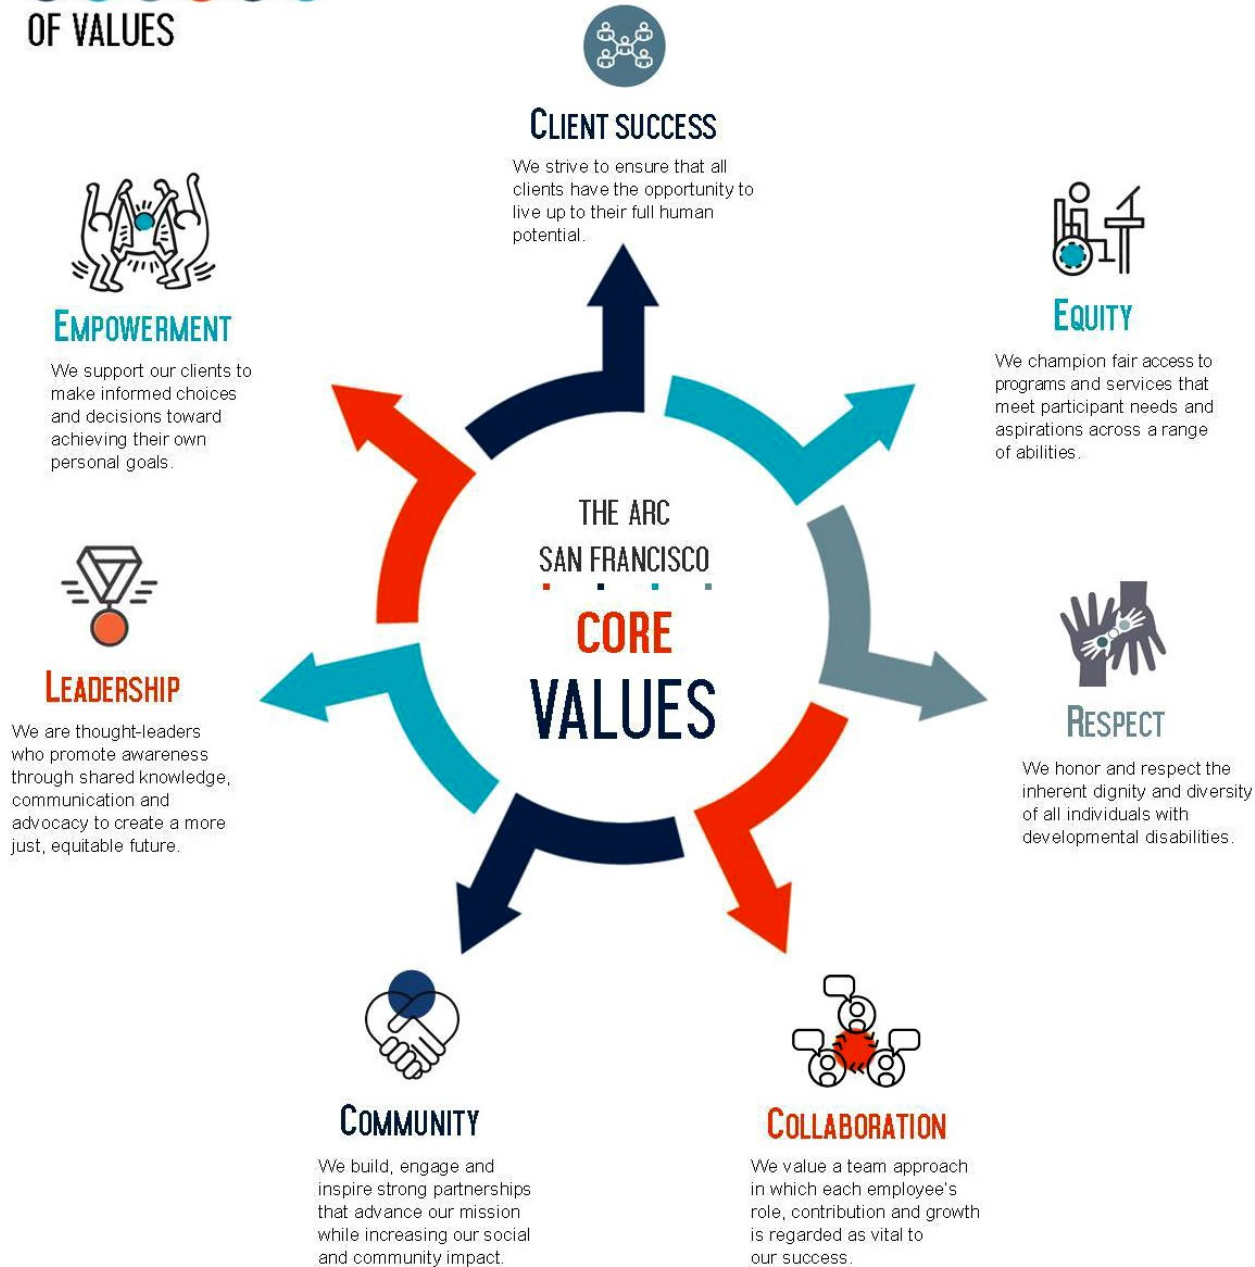 OF VALUES
CLIENT SUCCESS
We strive to ensure that all
clients have the opportunity to
live up to their full human
potential.
EQUITY
We champion fair access to
programs and services that
meet participant needs and
aspirations across a range
of abilities.
RESPECT
We honor and respect the
inherent dignity and diversity
of all individuals with
developmental disabilities.
COLLABORATION
We value a team approach
in which each employee's
role, contribution and growth
is regarded as vital to
our success.
COMMUNITY
We build, engage and
inspire strong partnerships
that advance our mission
while increasing our social
and community impact.
LEADERSHIP
We are thought-leaders
who promote awareness
through shared knowledge,
communication and
advocacy to create a more
just, equitable future.
EMPOWERMENT
We support our clients to
make informed choices
and decisions toward
achieving their own
personal goals.
THE ARC
SAN FRANCISCO
CORE
VALUES